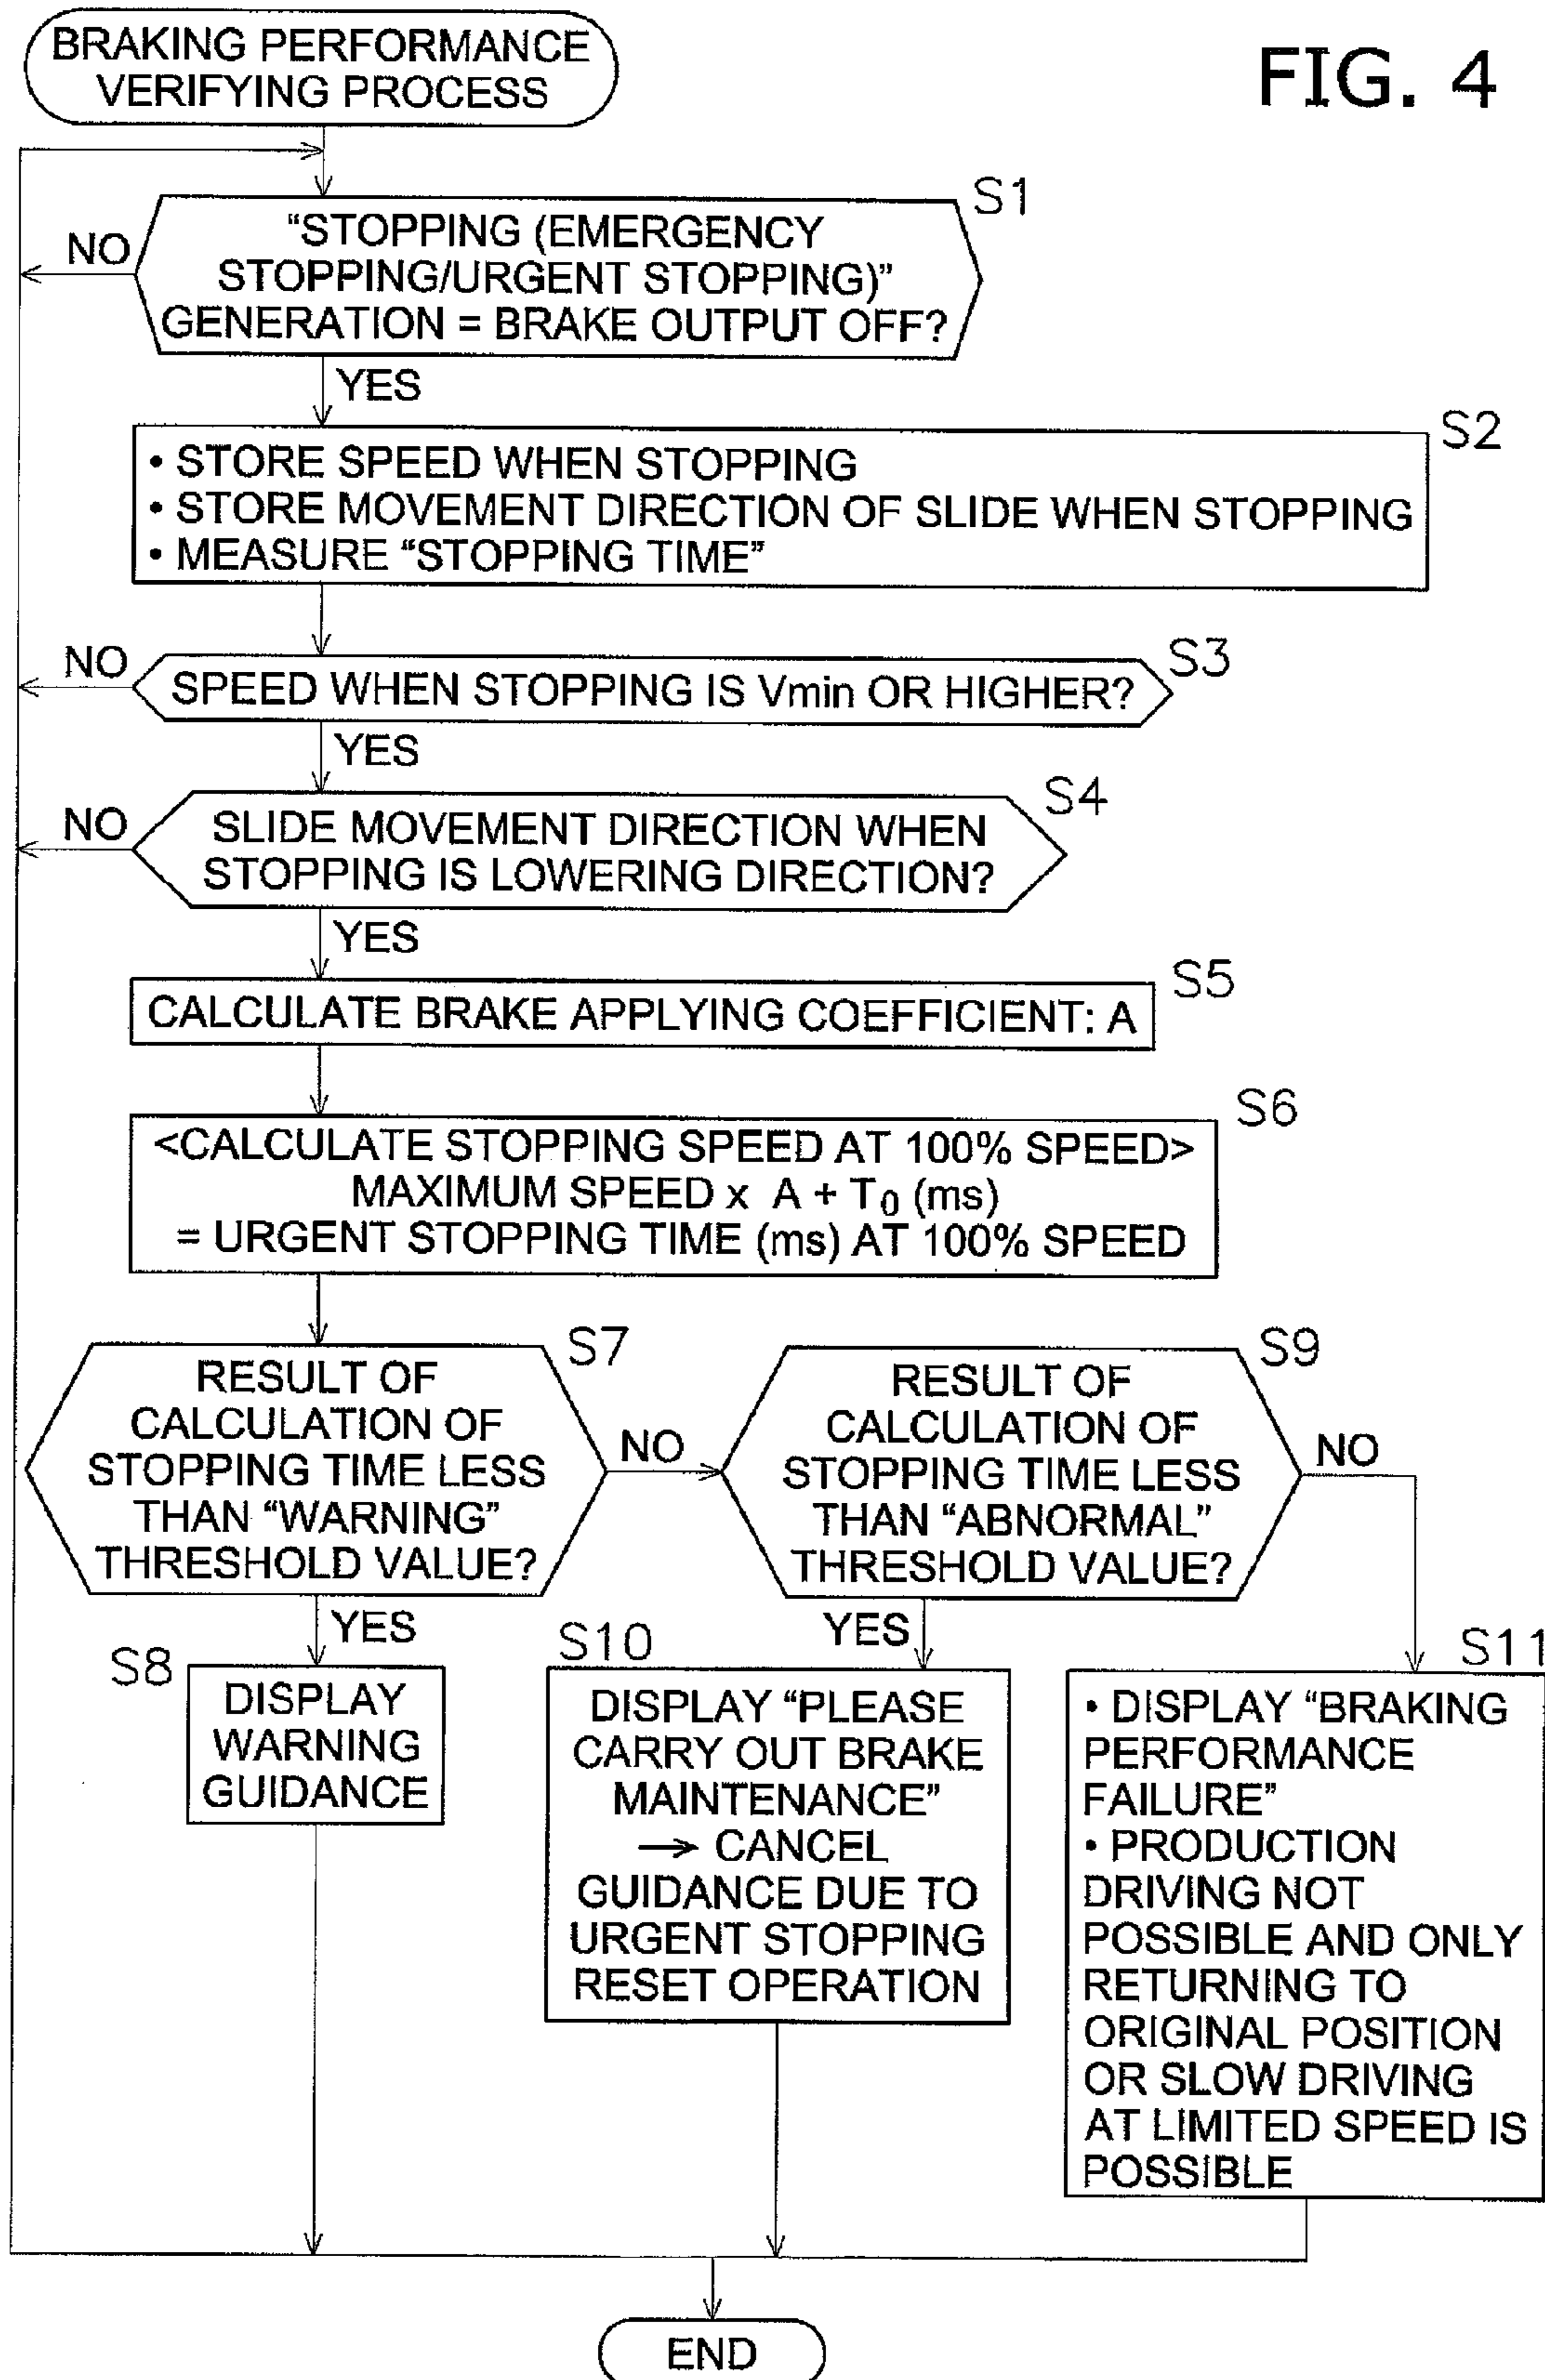 BRAKING PERFORMANCE
VERIFYING PROCESS
FIG. 4
S1
NO
“STOPPING (EMERGENCY
STOPPING/URGENT STOPPING)”
GENERATION = BRAKE OUTPUT OFF?
YES
S2
• STORE SPEED WHEN STOPPING
• STORE MOVEMENT DIRECTION OF SLIDE WHEN STOPPING
• MEASURE “STOPPING TIME”
S3
NO
SPEED WHEN STOPPING IS Vmin OR HIGHER?
YES
S4
NO
SLIDE MOVEMENT DIRECTION WHEN
STOPPING IS LOWERING DIRECTION?
YES
S5
CALCULATE BRAKE APPLYING COEFFICIENT: A
S6
<CALCULATE STOPPING SPEED AT 100% SPEED>
MAXIMUM SPEED x A + T₀ (ms)
= URGENT STOPPING TIME (ms) AT 100% SPEED
S7
RESULT OF
CALCULATION OF
STOPPING TIME LESS
THAN “WARNING”
THRESHOLD VALUE?
NO
YES
S9
RESULT OF
CALCULATION OF
STOPPING TIME LESS
THAN “ABNORMAL”
THRESHOLD VALUE?
NO
YES
S8
DISPLAY
WARNING
GUIDANCE
S10
DISPLAY “PLEASE
CARRY OUT BRAKE
MAINTENANCE”
→ CANCEL
GUIDANCE DUE TO
URGENT STOPPING
RESET OPERATION
S11
• DISPLAY “BRAKING
PERFORMANCE
FAILURE”
• PRODUCTION
DRIVING NOT
POSSIBLE AND ONLY
RETURNING TO
ORIGINAL POSITION
OR SLOW DRIVING
AT LIMITED SPEED IS
POSSIBLE
END